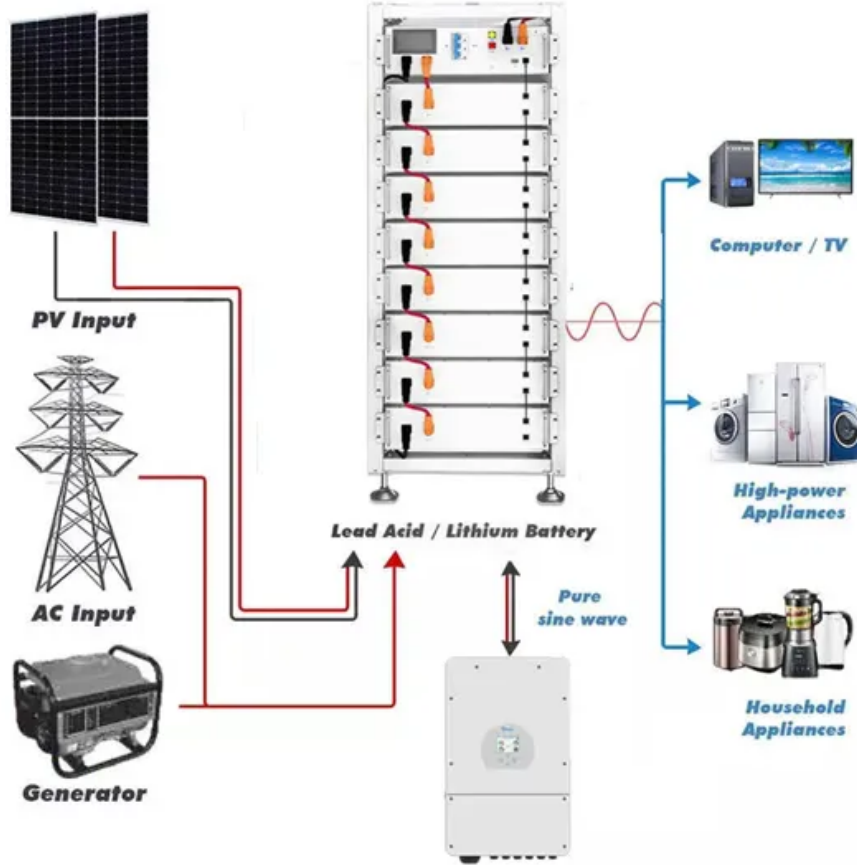 PV Input
AC Input
Generator
Lead Acid / Lithium Battery
Pure
sine wave
Computer / TV
High-power
Appliances
Household
Appliances